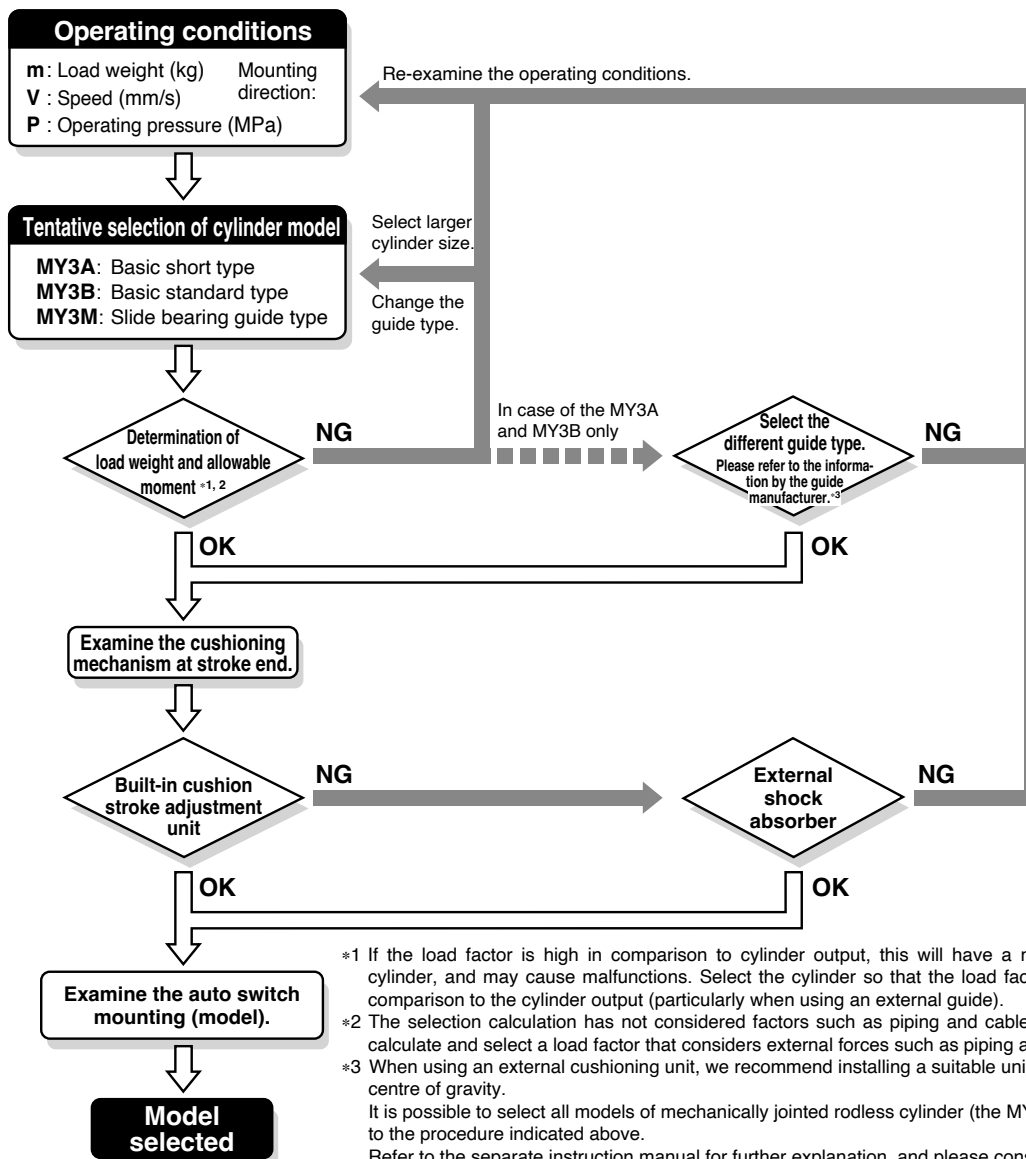 Operating conditions
m: Load weight (kg)
V : Speed (mm/s)
P : Operating pressure (MPa)
Mounting
direction:
Re-examine the operating conditions.
Tentative selection of cylinder model
MY3A: Basic short type
MY3B: Basic standard type
MY3M: Slide bearing guide type
Select larger
cylinder size.
Change the
guide type.
Determination of
load weight and allowable
moment *1, 2
NG
In case of the MY3A
and MY3B only
Select the
different guide type.
Please refer to the informa-
tion by the guide
manufacturer.*3
NG
OK
OK
Examine the cushioning
mechanism at stroke end.
Built-in cushion
stroke adjustment
unit
NG
External
shock
absorber
NG
OK
OK
Examine the auto switch
mounting (model).
Model
selected
*1 If the load factor is high in comparison to cylinder output, this will have a
cylinder, and may cause malfunctions. Select the cylinder so that the load
comparison to the cylinder output (particularly when using an external guide).
*2 The selection calculation has not considered factors such as piping and cable
calculate and select a load factor that considers external forces such as piping
*3 When using an external cushioning unit, we recommend installing a suitable
centre of gravity.
It is possible to select all models of mechanically jointed rodless cylinder (the
to the procedure indicated above.
Refer to the separate instruction manual for further explanation, and please